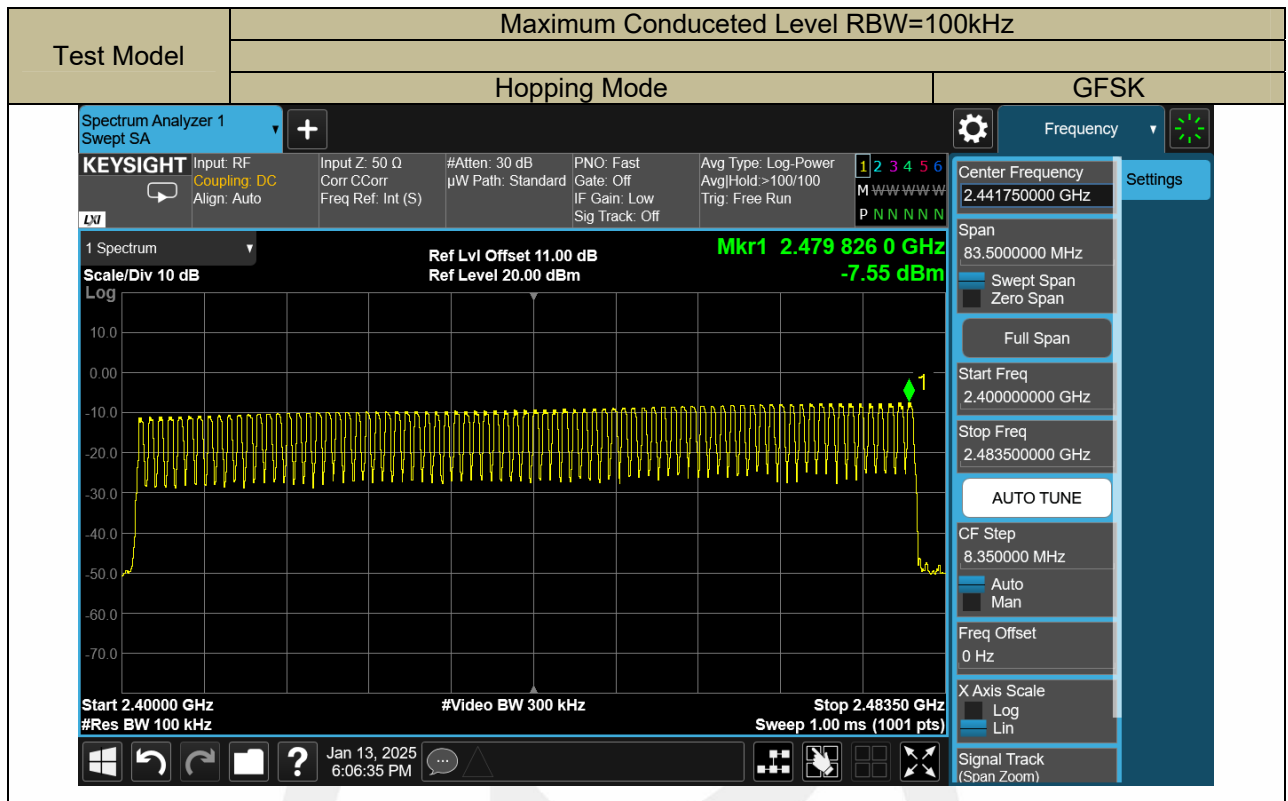 Test Model
Maximum Conduceted Level RBW=100kHz
Hopping Mode
GFSK
Spectrum Analyzer 1
Swept SA
Frequency
KEYSIGHT
LXI
Input: RF
Coupling: DC
Align: Auto
Input Z: 50 Ω
Corr CCorr
Freq Ref: Int (S)
#Atten: 30 dB
µW Path: Standard
PNO: Fast
Gate: Off
IF Gain: Low
Sig Track: Off
Avg Type: Log-Power
Avg|Hold:>100/100
Trig: Free Run
1 2 3 4 5 6
M W W W W W
P N N N N N
1 Spectrum
Scale/Div 10 dB
Log
Ref Lvl Offset 11.00 dB
Ref Level 20.00 dBm
Mkr1 2.479 826 0 GHz
-7.55 dBm
10.0
0.00
-10.0
-20.0
-30.0
-40.0
-50.0
-60.0
-70.0
1
Start 2.40000 GHz
#Res BW 100 kHz
#Video BW 300 kHz
Stop 2.48350 GHz
Sweep 1.00 ms (1001 pts)
Center Frequency
2.441750000 GHz
Settings
Span
83.5000000 MHz
Swept Span
Zero Span
Full Span
Start Freq
2.400000000 GHz
Stop Freq
2.483500000 GHz
AUTO TUNE
CF Step
8.350000 MHz
Auto
Man
Freq Offset
0 Hz
X Axis Scale
Log
Lin
Signal Track
(Span Zoom)
?
Jan 13, 2025
6:06:35 PM